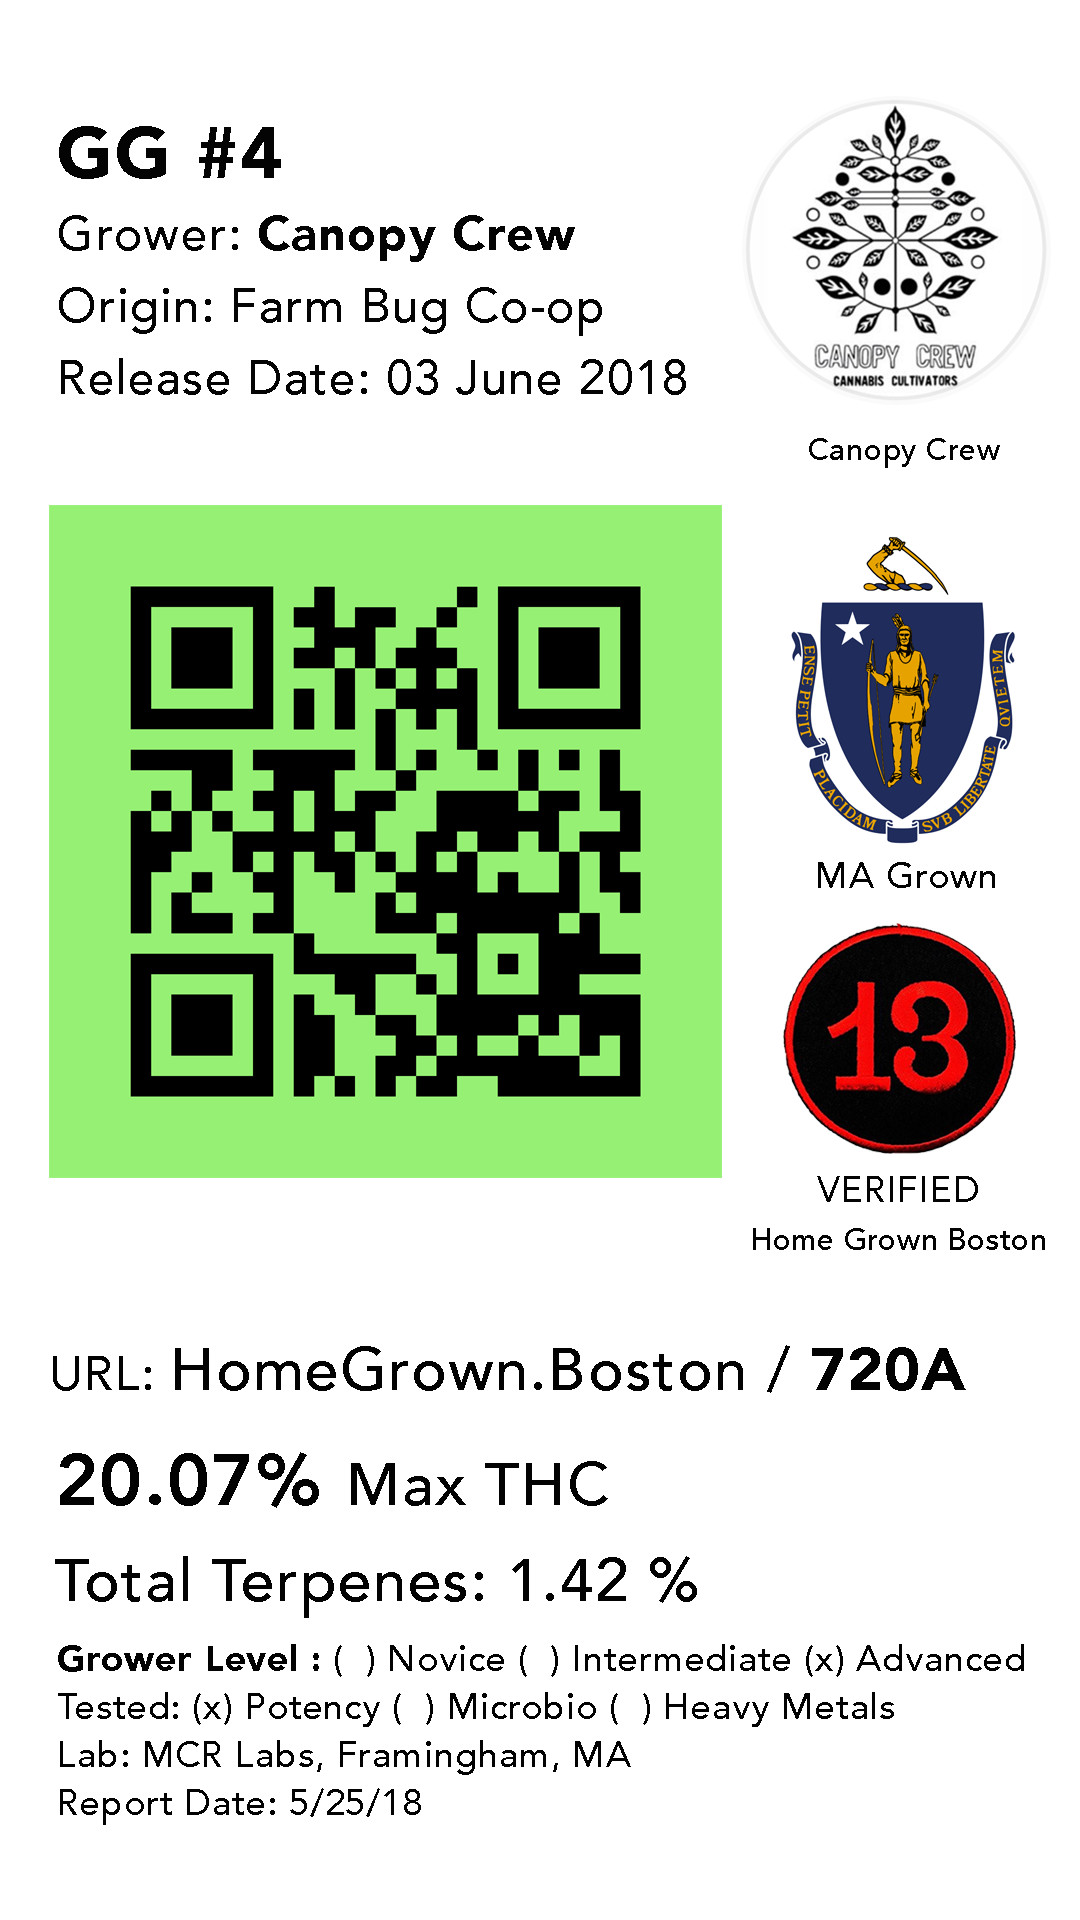 GG #4
Grower: Canopy Crew
Origin: Farm Bug Co-op
Release Date: 03 June 2018
CANOPY CREW
CANNABIS CULTIVATORS
Canopy Crew
ENSE PETIT
PLACIDAM
SVB LIBERTATE
QVIETEM
MA Grown
13
VERIFIED
Home Grown Boston
URL: HomeGrown.Boston / 720A
20.07% Max THC
Total Terpenes: 1.42 %
Grower Level : (  ) Novice (  ) Intermediate (x) Advanced
Tested: (x) Potency (  ) Microbio (  ) Heavy Metals
Lab: MCR Labs, Framingham, MA
Report Date: 5/25/18